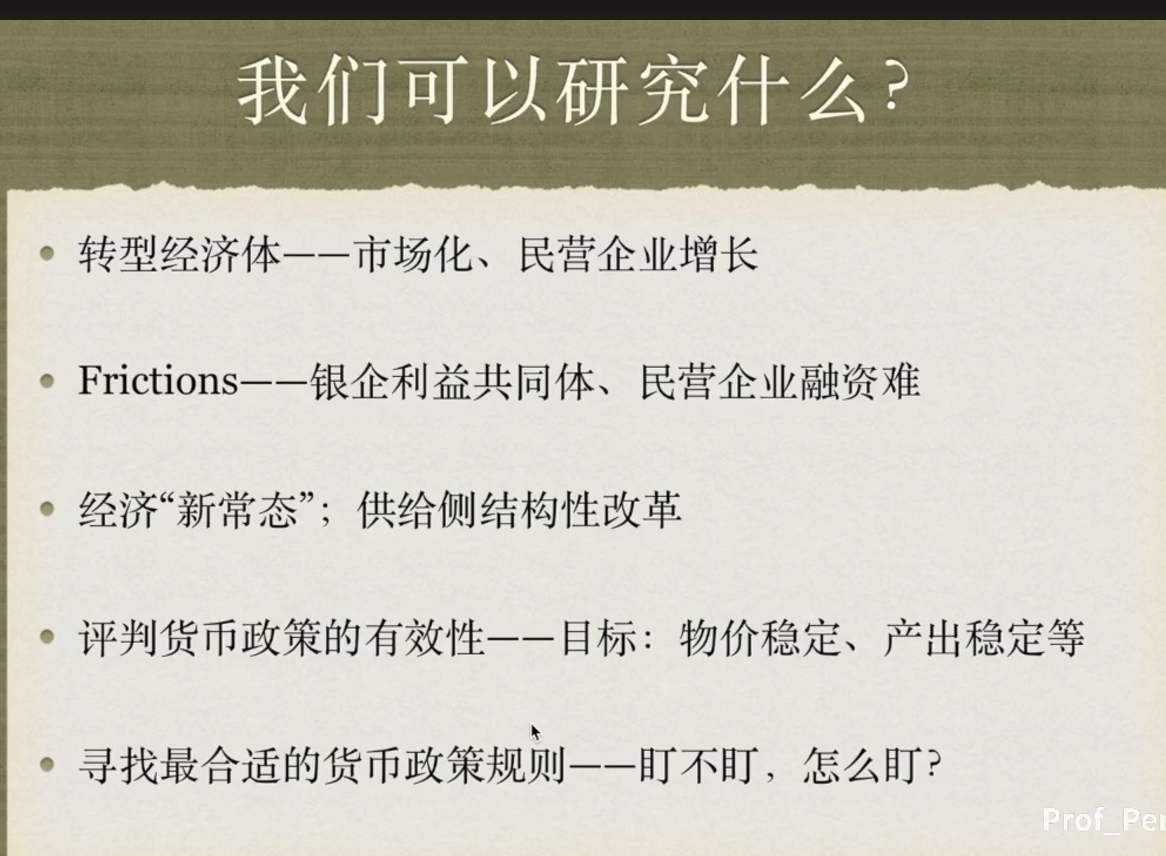 我们可以研究什么?
转型经济体——市场化、民营企业增长
Frictions——银企利益共同体、民营企业融资难
经济“新常态”；供给侧结构性改革
评判货币政策的有效性——目标：物价稳定、产出稳定等
寻找最合适的货币政策规则——盯不盯，怎么盯?